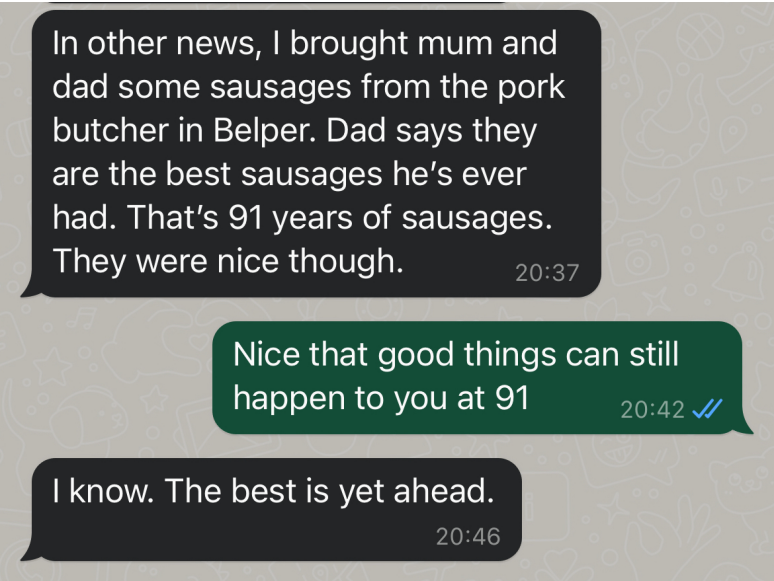 In other news, I brought mum and
dad some sausages from the pork
butcher in Belper. Dad says they
are the best sausages he’s ever
had. That’s 91 years of sausages.
They were nice though.
20:37
Nice that good things can still
happen to you at 91
20:42
I know. The best is yet ahead.
20:46